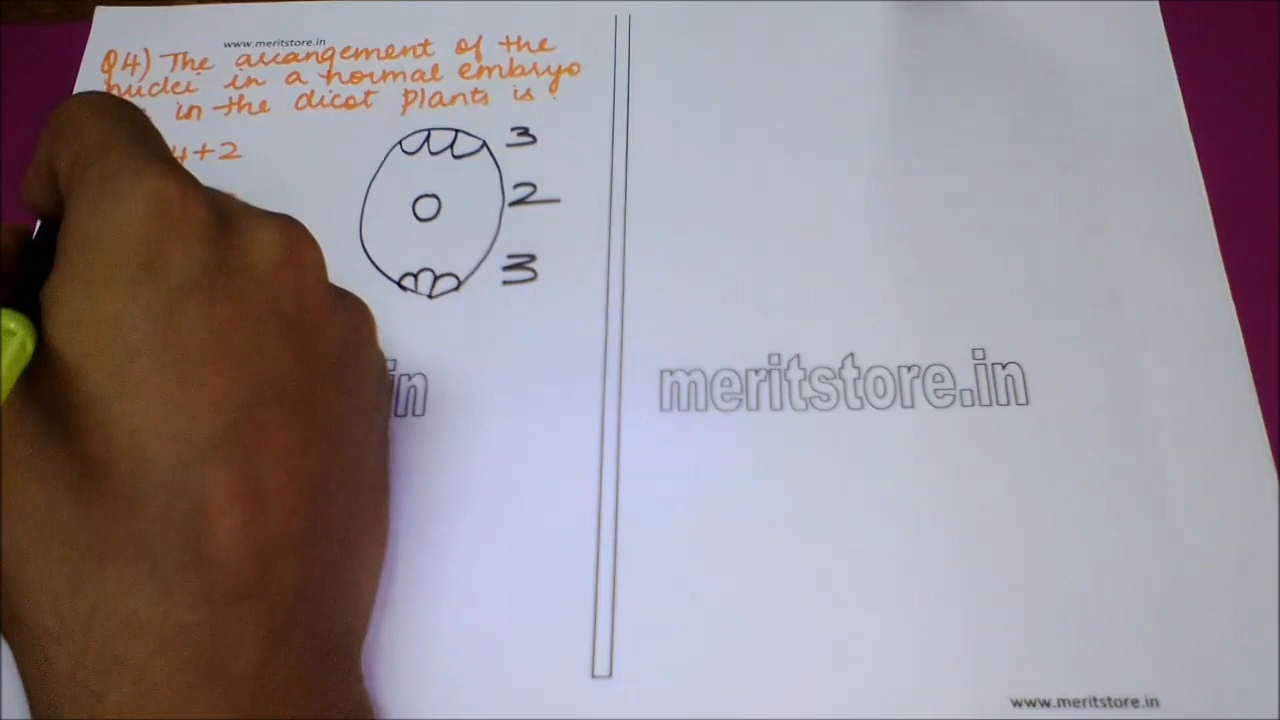 www.meritstore.in
Q4) The arrangement of the
nuclei in a normal embryo
in the dicot plants is
4+2
3
2
3
in
meritstore.in
www.meritstore.in